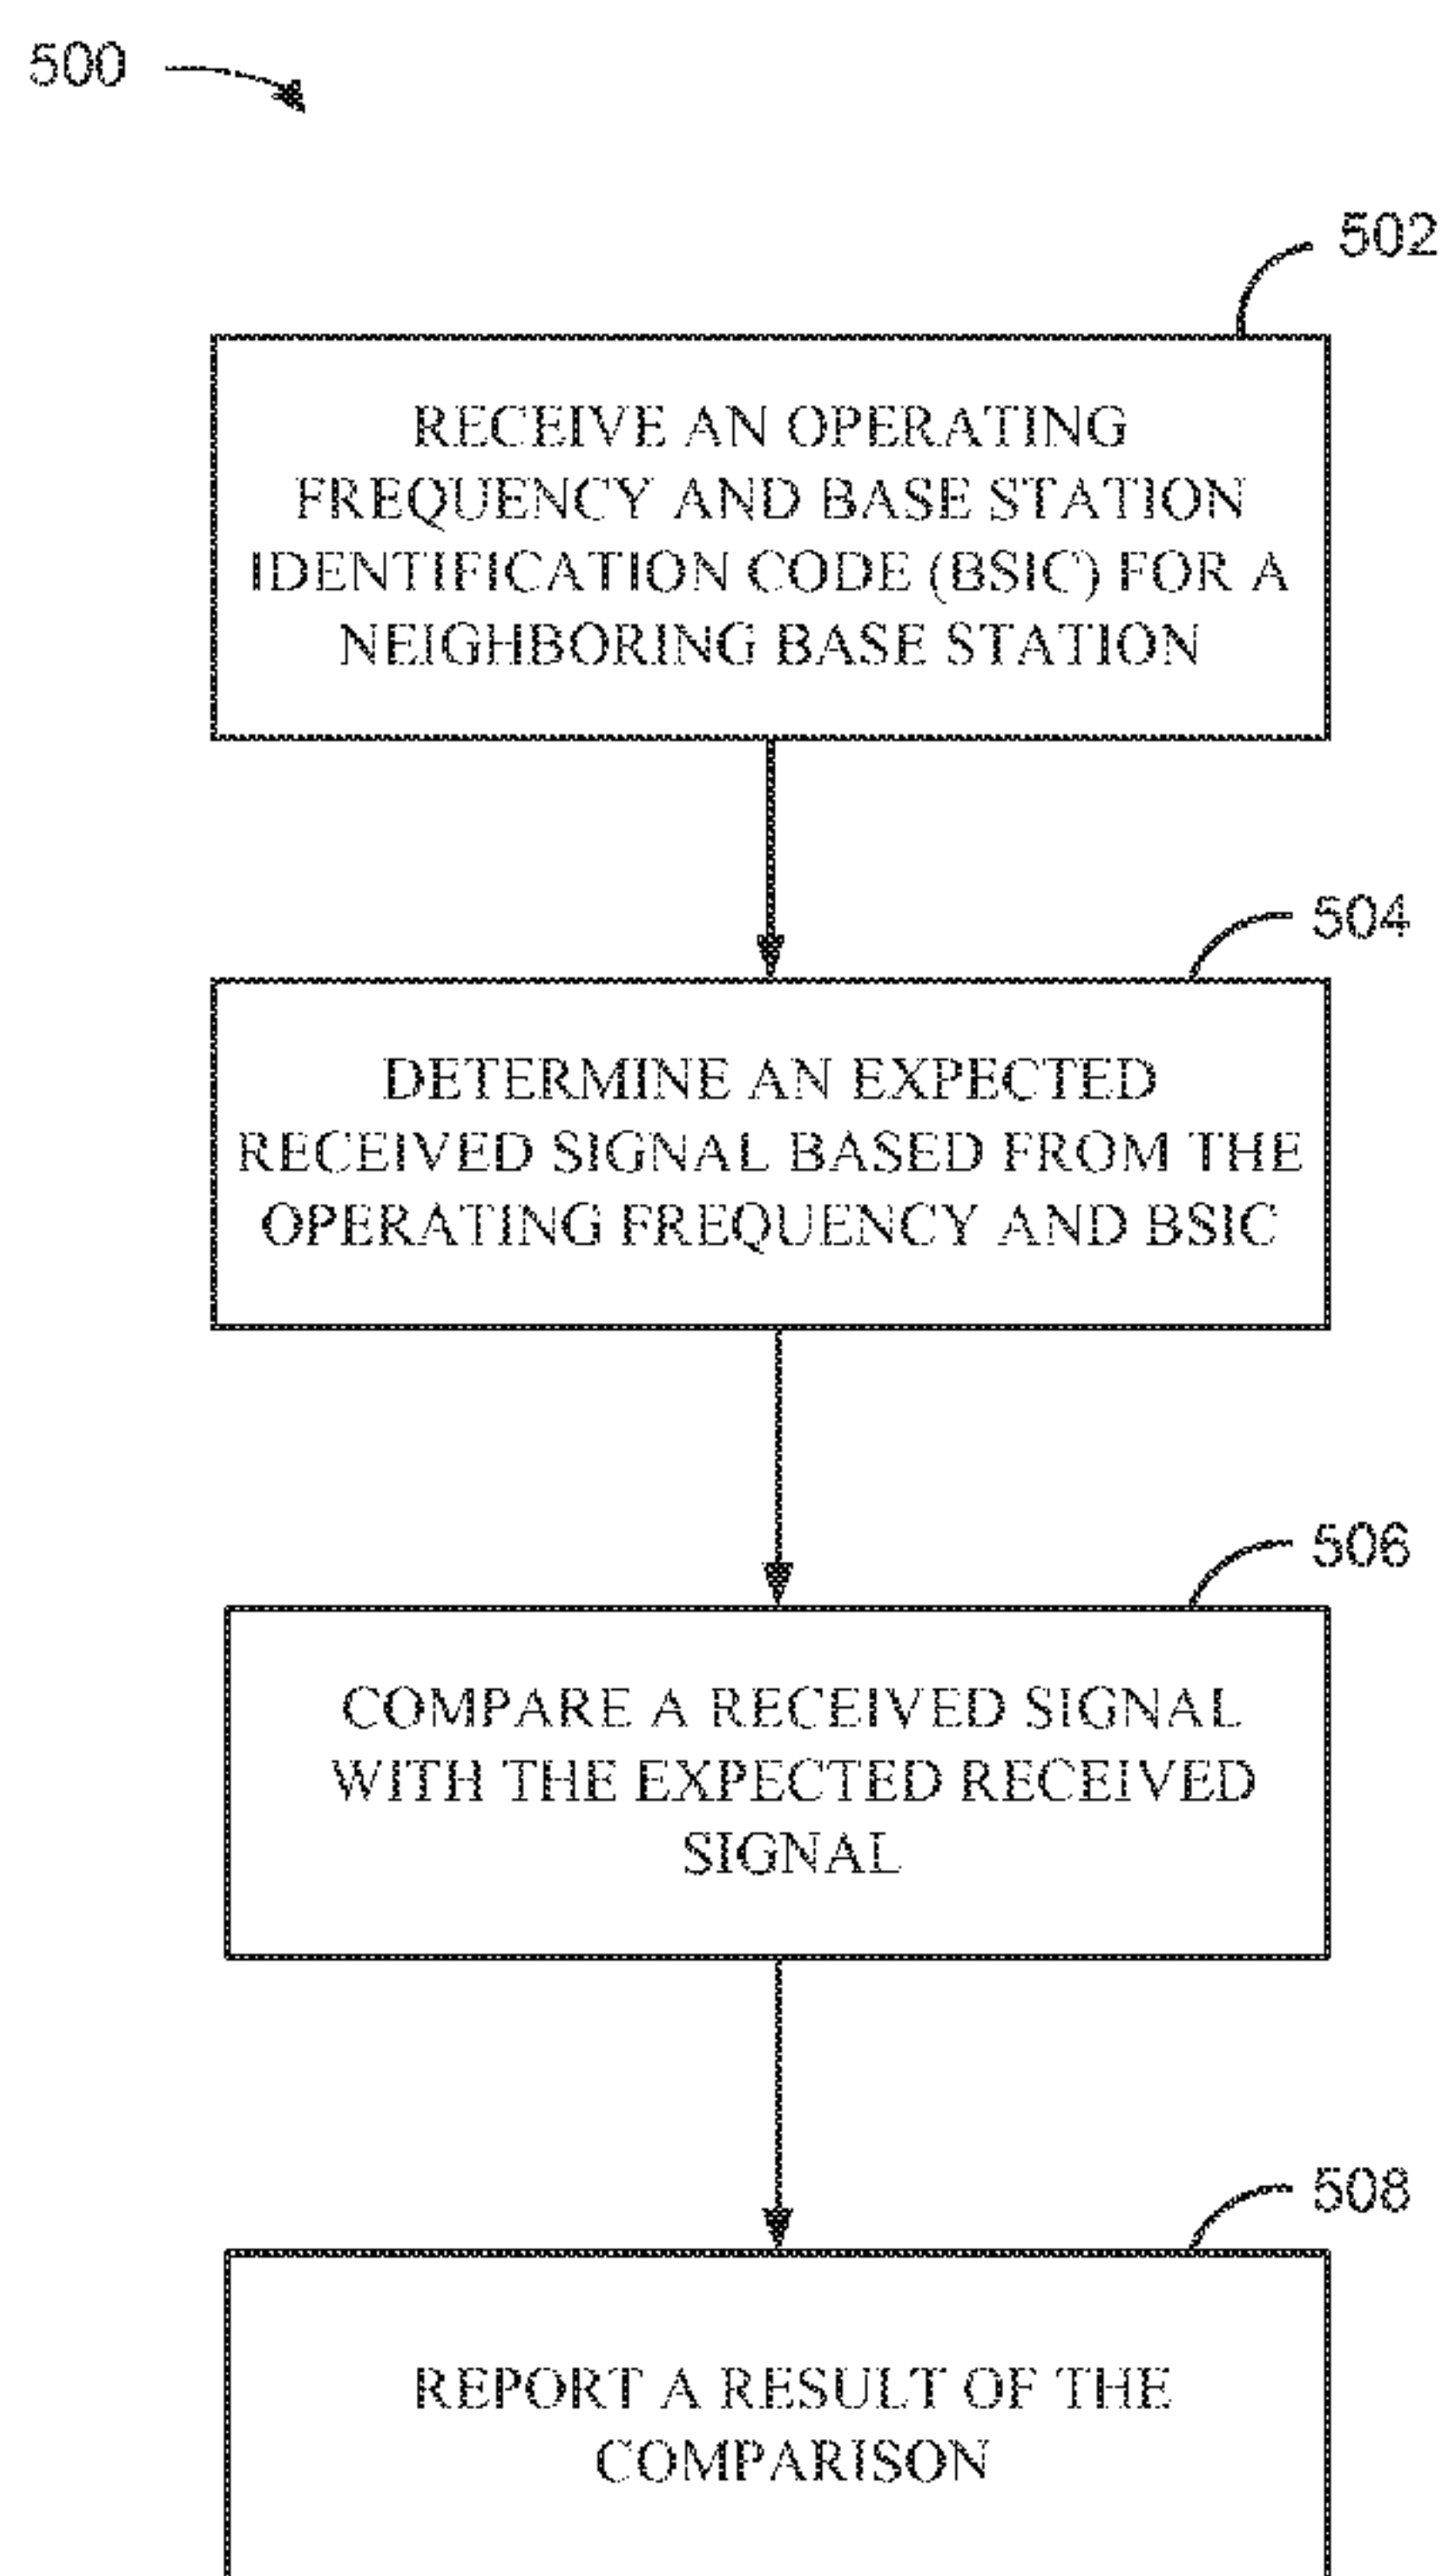 500
502
RECEIVE AN OPERATING
FREQUENCY AND BASE STATION
IDENTIFICATION CODE (BSIC) FOR A
NEIGHBORING BASE STATION
504
DETERMINE AN EXPECTED
RECEIVED SIGNAL BASED FROM THE
OPERATING FREQUENCY AND BSIC
506
COMPARE A RECEIVED SIGNAL
WITH THE EXPECTED RECEIVED
SIGNAL
508
REPORT A RESULT OF THE
COMPARISON